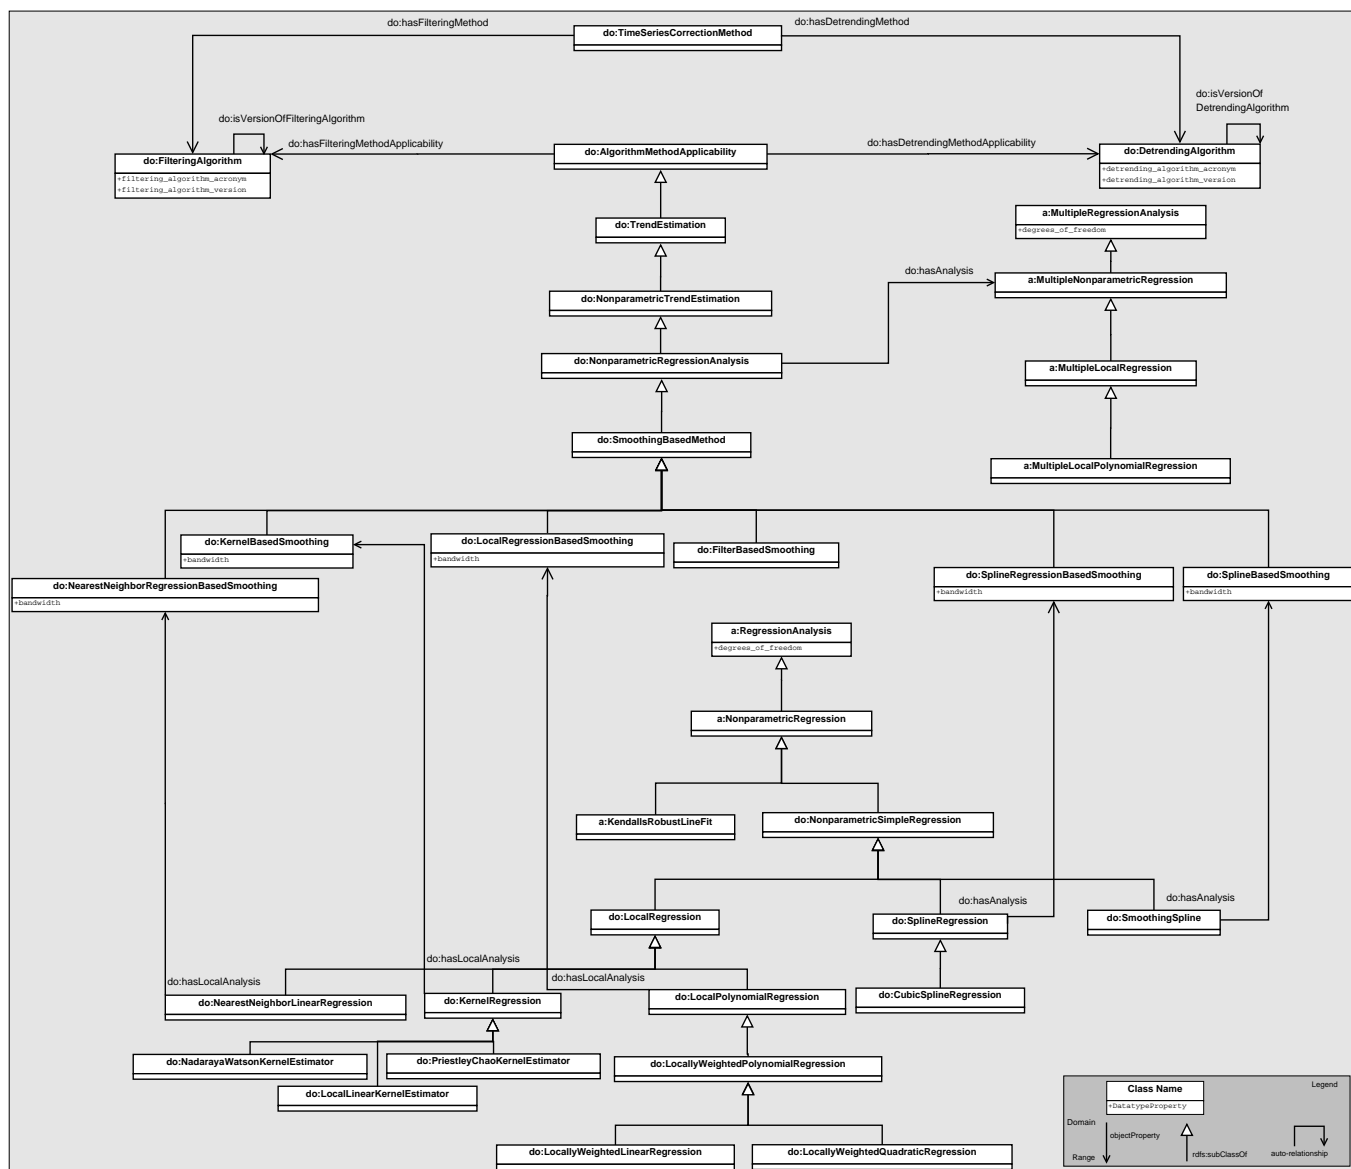 do:hasFilteringMethod
do:hasDetrendingMethod
do:TimeSeriesCorrectionMethod
do:isVersionOf
DetrendingAlgorithm
do:isVersionOfFilteringAlgorithm
do:hasFilteringMethodApplicability
do:hasDetrendingMethodApplicability
do:FilteringAlgorithm
+filtering_algorithm_acronym
+filtering_algorithm_version
do:AlgorithmMethodApplicability
do:DetrendingAlgorithm
+detrending_algorithm_acronym
+detrending_algorithm_version
do:TrendEstimation
a:MultipleRegressionAnalysis
+degrees_of_freedom
do:hasAnalysis
a:MultipleNonparametricRegression
do:NonparametricTrendEstimation
do:NonparametricRegressionAnalysis
a:MultipleLocalRegression
do:SmoothingBasedMethod
a:MultipleLocalPolynomialRegression
do:KernelBasedSmoothing
+bandwidth
do:LocalRegressionBasedSmoothing
+bandwidth
do:FilterBasedSmoothing
do:NearestNeighborRegressionBasedSmoothing
+bandwidth
do:SplineRegressionBasedSmoothing
+bandwidth
do:SplineBasedSmoothing
+bandwidth
a:RegressionAnalysis
+degrees_of_freedom
a:NonparametricRegression
a:KendallsRobustLineFit
do:NonparametricSimpleRegression
do:hasAnalysis
do:hasAnalysis
do:LocalRegression
do:SplineRegression
do:SmoothingSpline
do:hasLocalAnalysis
do:hasLocalAnalysis
do:hasLocalAnalysis
do:NearestNeighborLinearRegression
do:KernelRegression
do:LocalPolynomialRegression
do:CubicSplineRegression
do:NadarayaWatsonKernelEstimator
do:PriestleyChaoKernelEstimator
do:LocallyWeightedPolynomialRegression
do:LocalLinearKernelEstimator
do:LocallyWeightedLinearRegression
do:LocallyWeightedQuadraticRegression
Class Name
+DatatypeProperty
Legend
Domain
objectProperty
Range
rdfs:subClassOf
auto-relationship